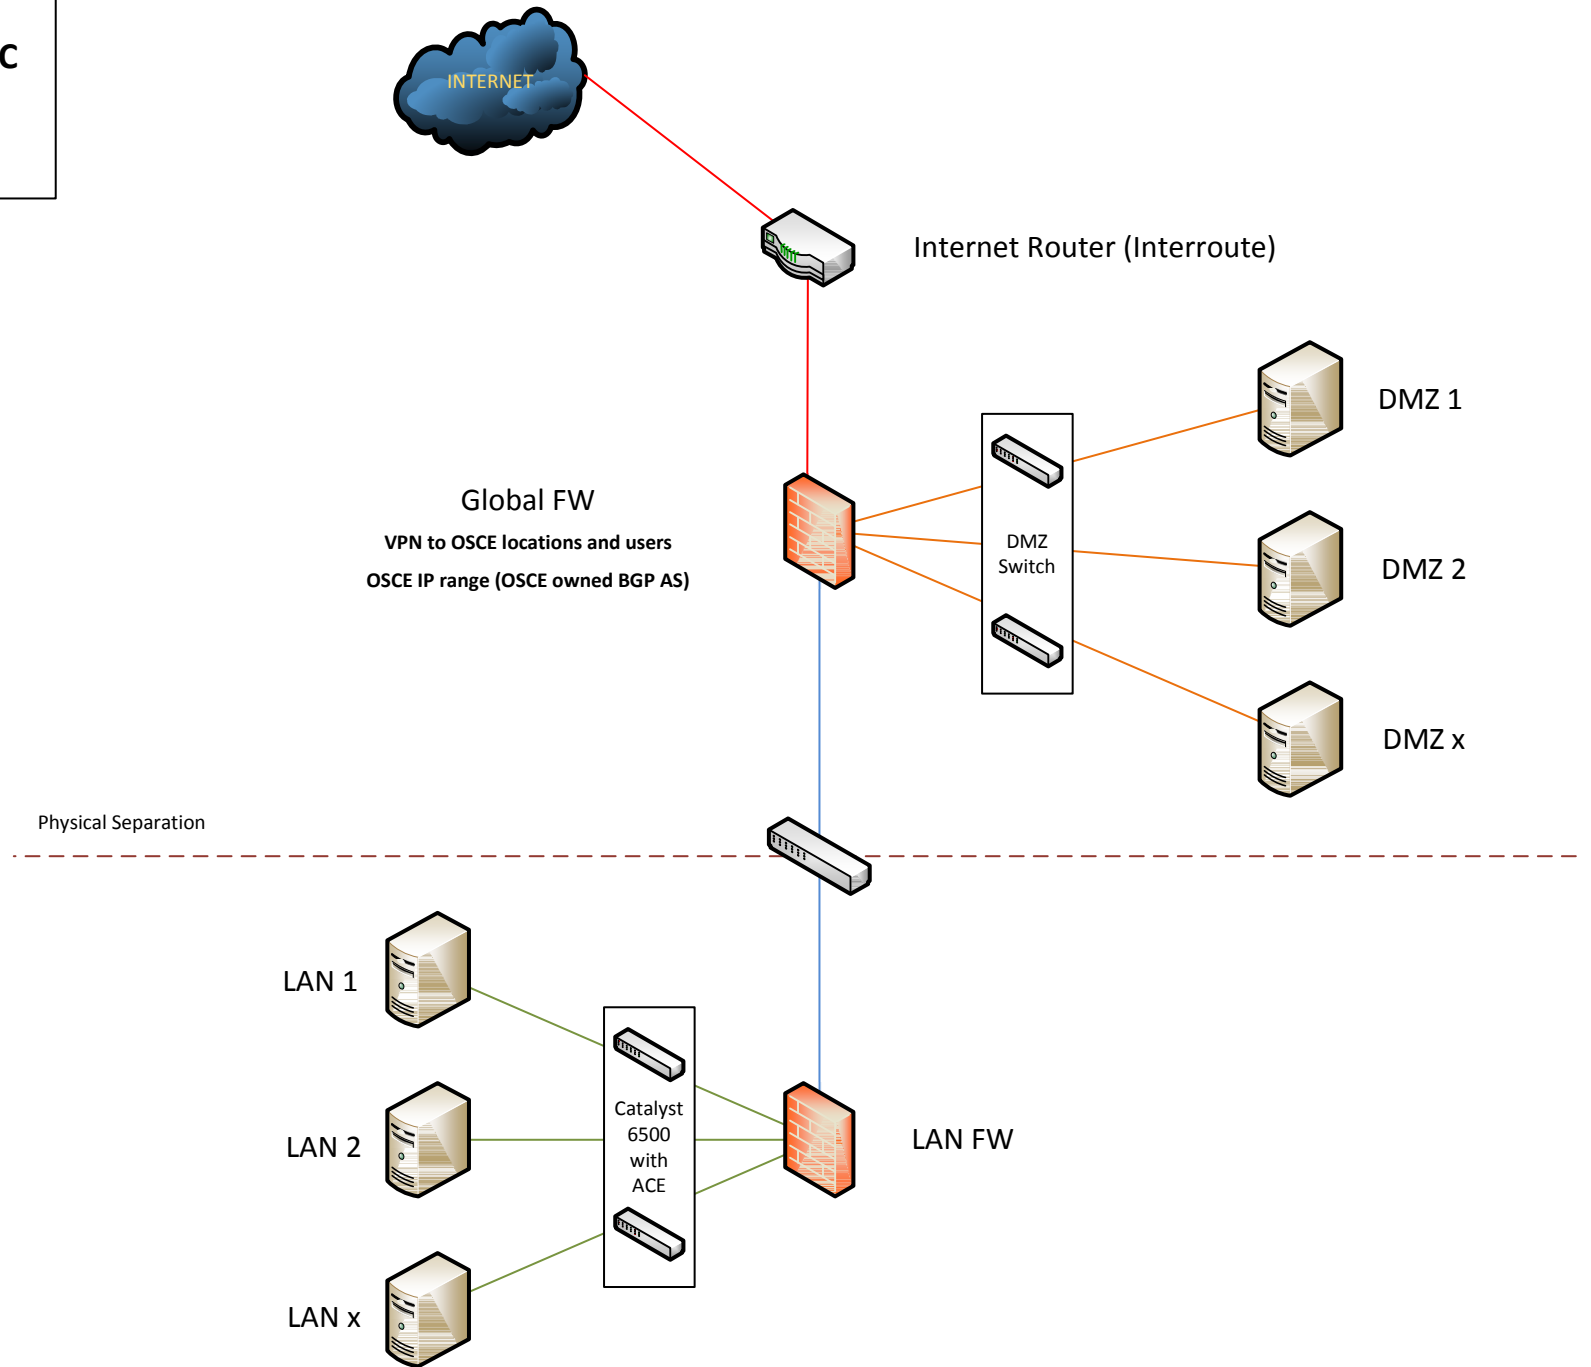 C
INTERNET
Internet Router (Interroute)
DMZ 1
Global FW
VPN to OSCE locations and users
OSCE IP range (OSCE owned BGP AS)
DMZ
Switch
DMZ 2
DMZ x
Physical Separation
LAN 1
Catalyst
6500
with
ACE
LAN 2
LAN FW
LAN x